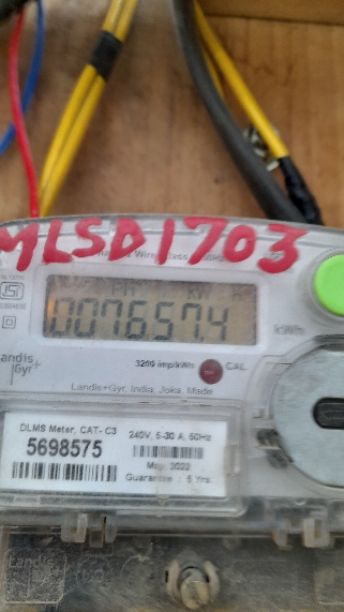 MLSD1703
007657.4
kWh
Landis+
Gyr
3200 imp/kWh CAL
Landis+Gyr, India, Joka, Made
DLMS Meter, CAT- C3
5698575
240V, 5-30 A, 50Hz
May, 2022
Guarantee : 5 Yrs.
Landis